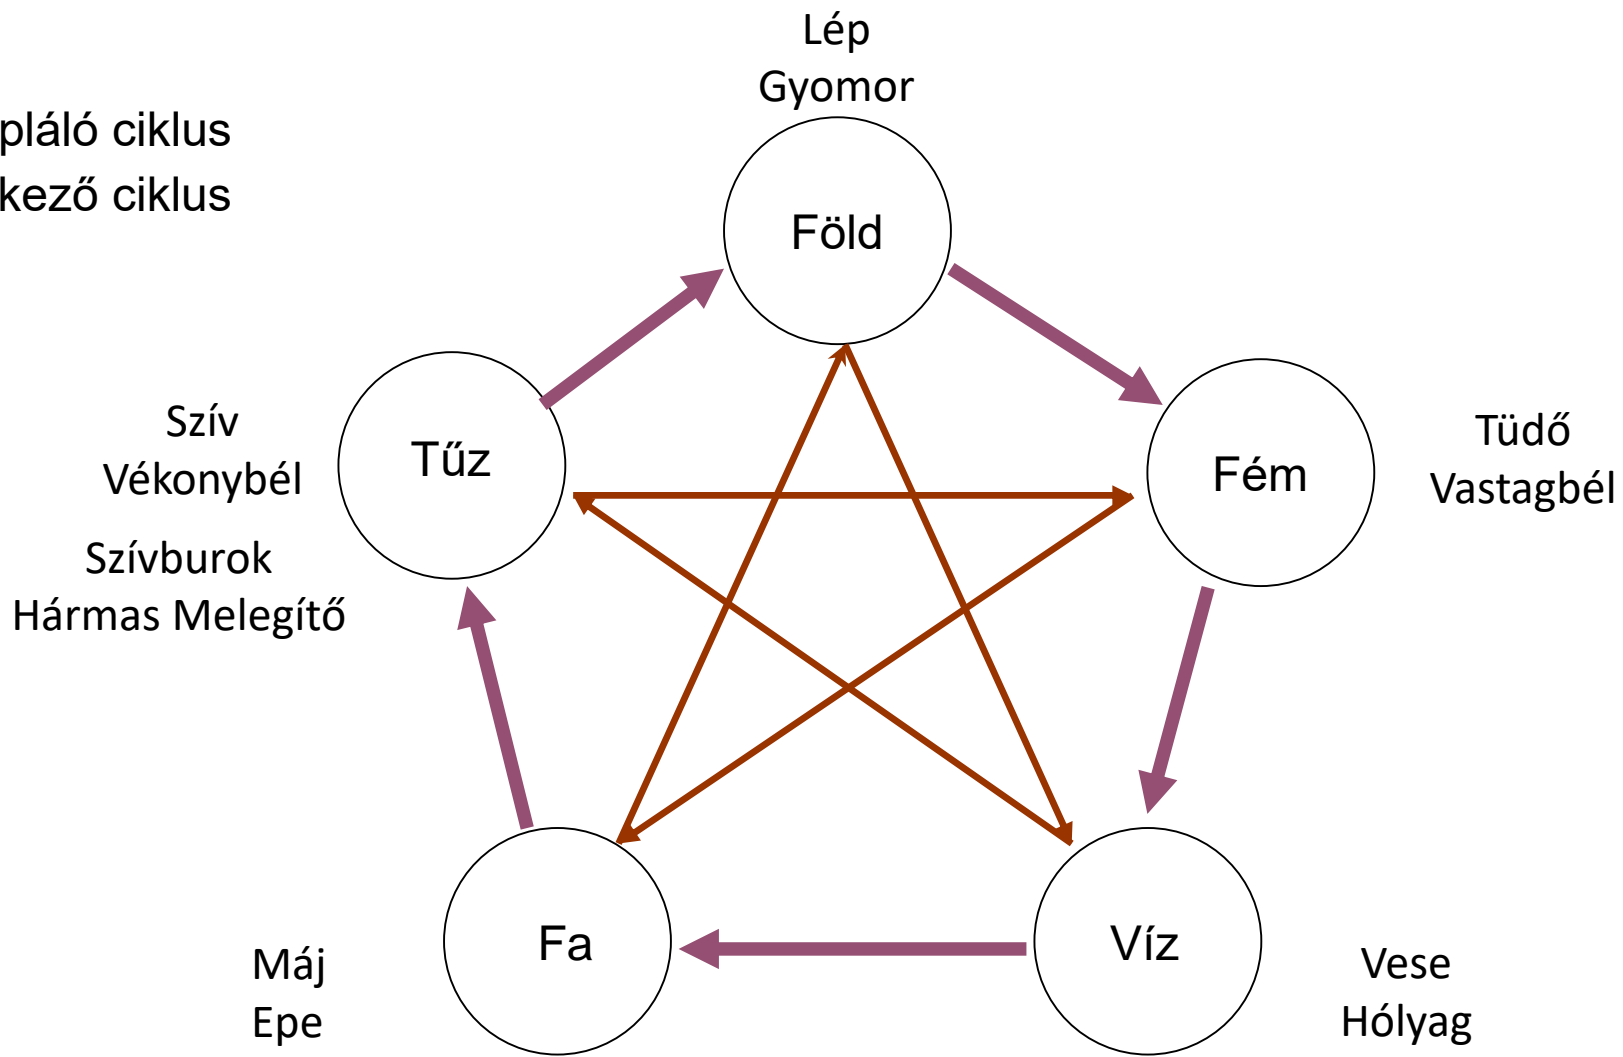 Lép
Gyomor
pláló ciklus
kező ciklus
Föld
Szív
Vékonybél
Tűz
Fém
Tüdő
Vastagbél
Szívburok
Hármas Melegítő
Máj
Epe
Fa
Víz
Vese
Hólyag